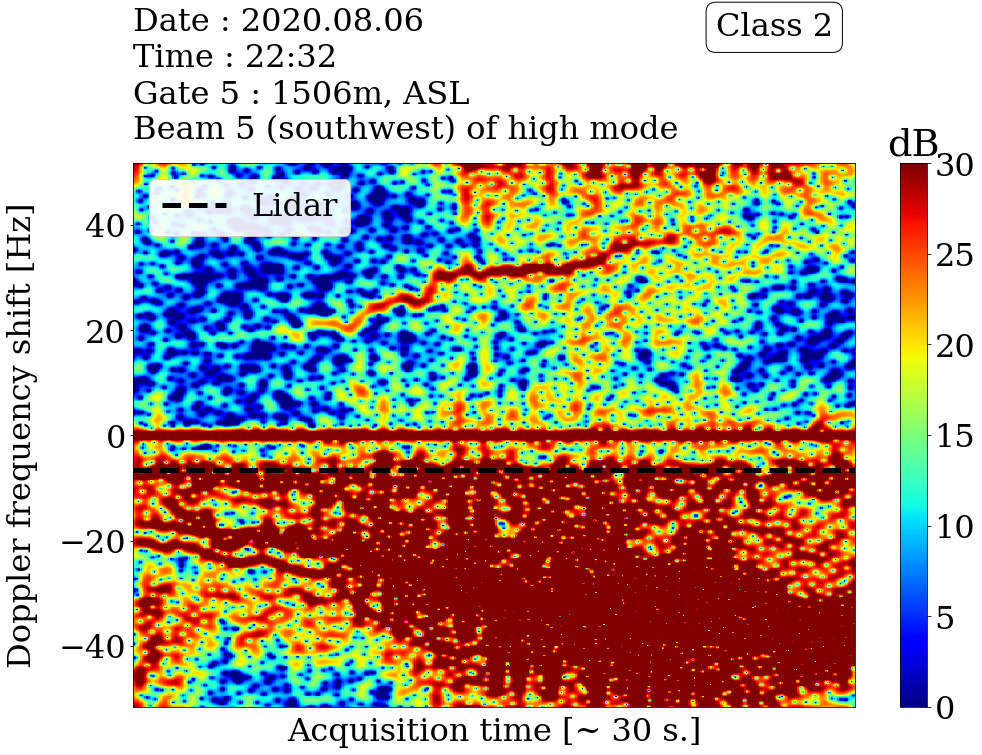 Date : 2020.08.06
Time : 22:32
Gate 5 : 1506m, ASL
Beam 5 (southwest) of high mode
Class 2
dB
Lidar
Doppler frequency shift [Hz]
40
20
0
−20
−40
Acquisition time [~ 30 s.]
30
25
20
15
10
5
0